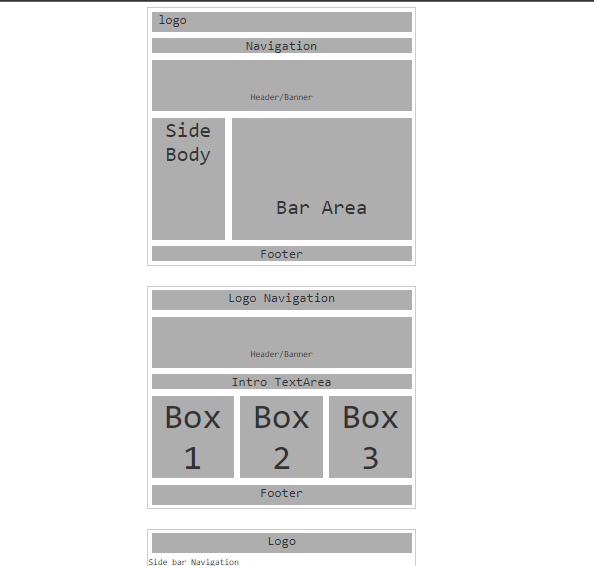 logo
Navigation
Header/Banner
Side
Body
Bar Area
Footer
Logo Navigation
Header/Banner
Intro TextArea
Box
1
Box
2
Box
3
Footer
Logo
Side bar Navigation